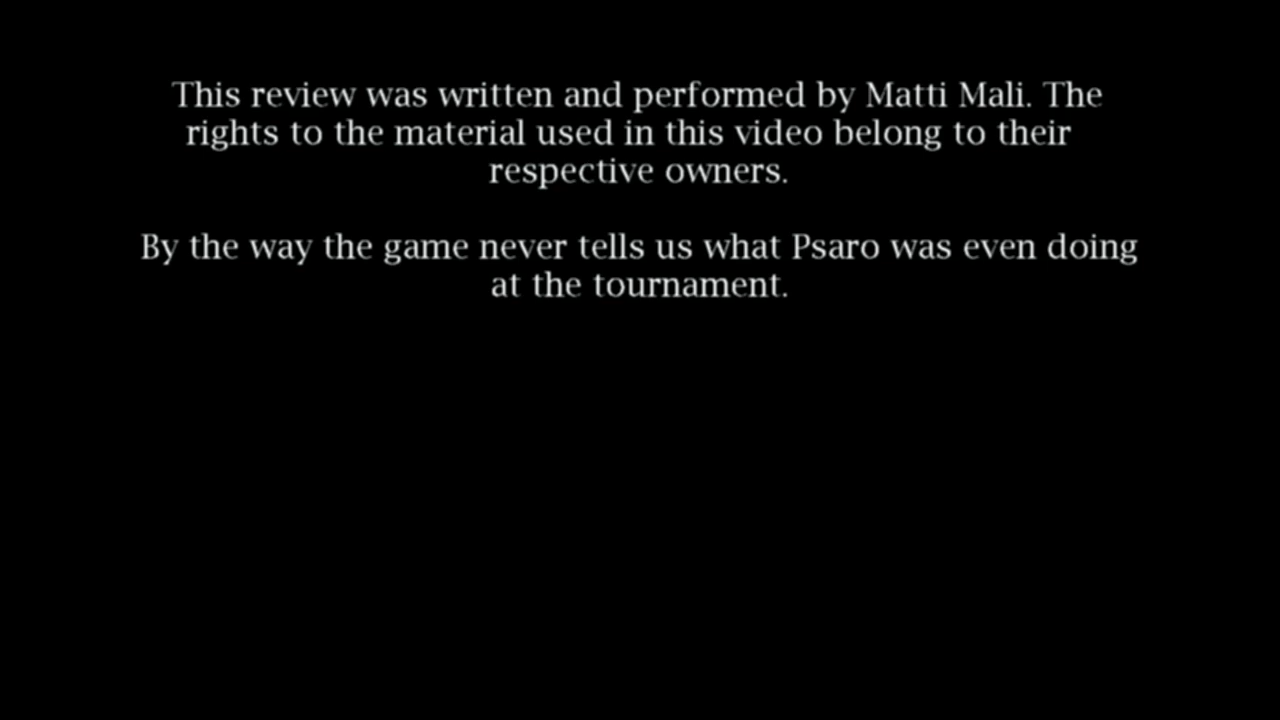 This review was written and performed by Matti Mali. The
rights to the material used in this video belong to their
respective owners.
By the way the game never tells us what Psaro was even doing
at the tournament.